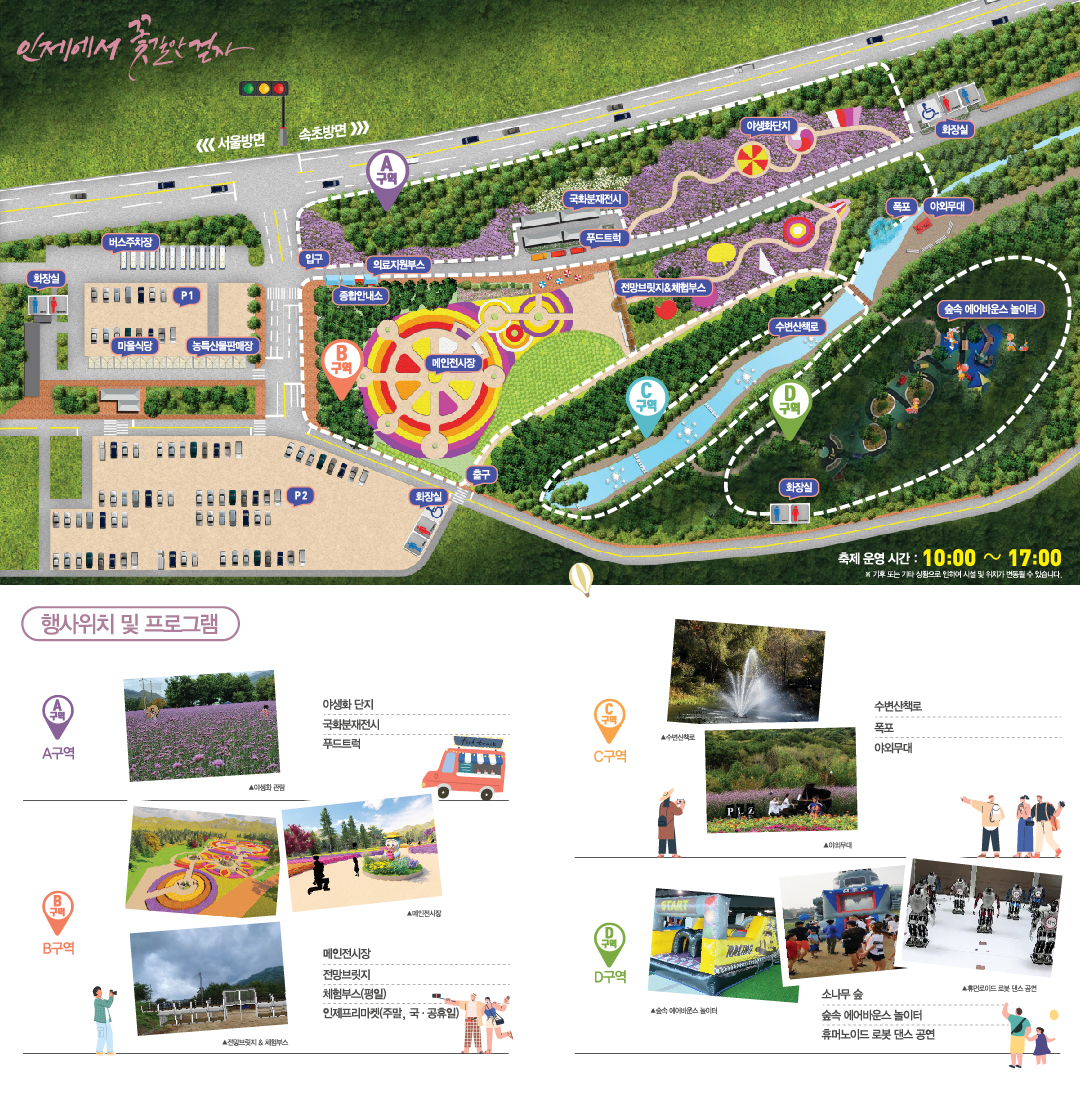 인제에서 꽃길만 걷자
<<< 서울방면
속초방면 >>>
A
구역
야생화단지
화장실
국화분재전시
폭포
야외무대
버스주차장
푸드트럭
입구
의료지원부스
화장실
P1
종합안내소
전망브릿지&체험부스
숲속 에어바운스 놀이터
수변산책로
마을식당
농특산물판매장
B
구역
메인전시장
C
구역
D
구역
출구
P2
화장실
화장실
축제 운영 시간 : 10:00 ~ 17:00
※ 기후 또는 기타 상황으로 인하여 시설 및 위치가 변동될 수 있습니다.
행사위치 및 프로그램
A
구역
A구역
야생화 단지
국화분재전시
푸드트럭
▲야생화 관람
B
구역
B구역
▲메인전시장
메인전시장
전망브릿지
체험부스(평일)
인제프리마켓(주말, 국·공휴일)
▲전망브릿지 & 체험부스
C
구역
C구역
▲수변산책로
수변산책로
폭포
야외무대
▲야외무대
D
구역
D구역
START
RACING
▲숲속 에어바운스 놀이터
▲휴먼로이드 로봇 댄스 공연
소나무 숲
숲속 에어바운스 놀이터
휴머노이드 로봇 댄스 공연